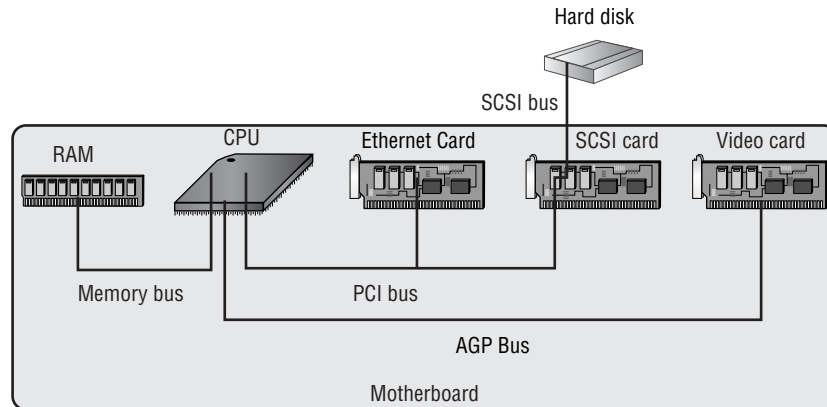 Hard disk
SCSI bus
RAM
CPU
Ethernet Card
SCSI card
Video card
Memory bus
PCI bus
AGP Bus
Motherboard